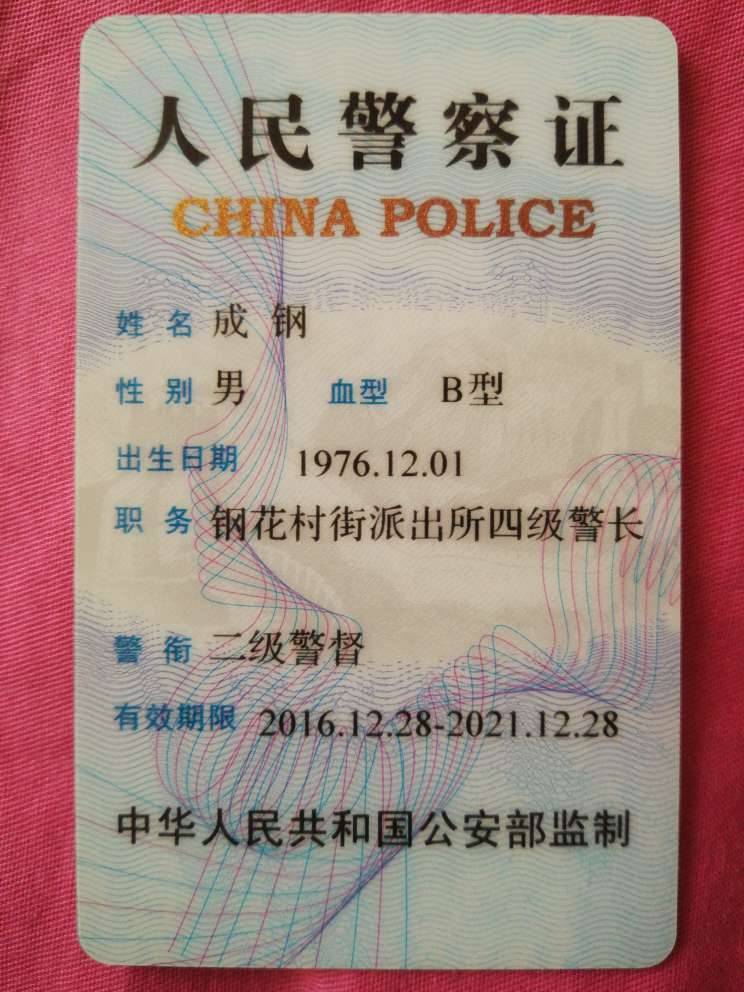 人民警察证
CHINA POLICE
姓名 成钢
性别 男 血型 B型
出生日期 1976.12.01
职务 钢花村街派出所四级警长
警衔 二级警督
有效期限 2016.12.28-2021.12.28
中华人民共和国公安部监制